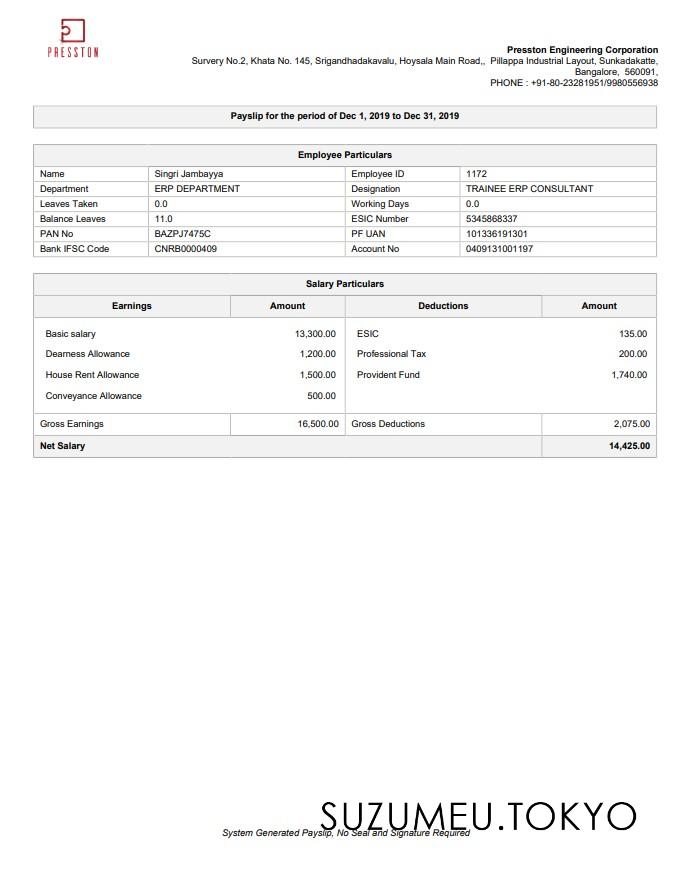 PRESSTON
Presston Engineering Corporation
Survery No.2, Khata No. 145, Srigandhadakavalu, Hoysala Main Road,, Pillappa Industrial Layout, Sunkadakatte,
Bangalore, 560091,
PHONE : +91-80-23281951/9980556938
Payslip for the period of Dec 1, 2019 to Dec 31, 2019
Employee Particulars
Name Singri Jambayya Employee ID 1172
Department ERP DEPARTMENT Designation TRAINEE ERP CONSULTANT
Leaves Taken 0.0 Working Days 0.0
Balance Leaves 11.0 ESIC Number 5345868337
PAN No BAZPJ7475C PF UAN 101336191301
Bank IFSC Code CNRB0000409 Account No 0409131001197
Salary Particulars
Earnings Amount Deductions Amount
Basic salary 13,300.00 ESIC 135.00
Dearness Allowance 1,200.00 Professional Tax 200.00
House Rent Allowance 1,500.00 Provident Fund 1,740.00
Conveyance Allowance 500.00
Gross Earnings 16,500.00 Gross Deductions 2,075.00
Net Salary 14,425.00
SUZUMEU.TOKYO
System Generated Payslip, No Seal and Signature Required